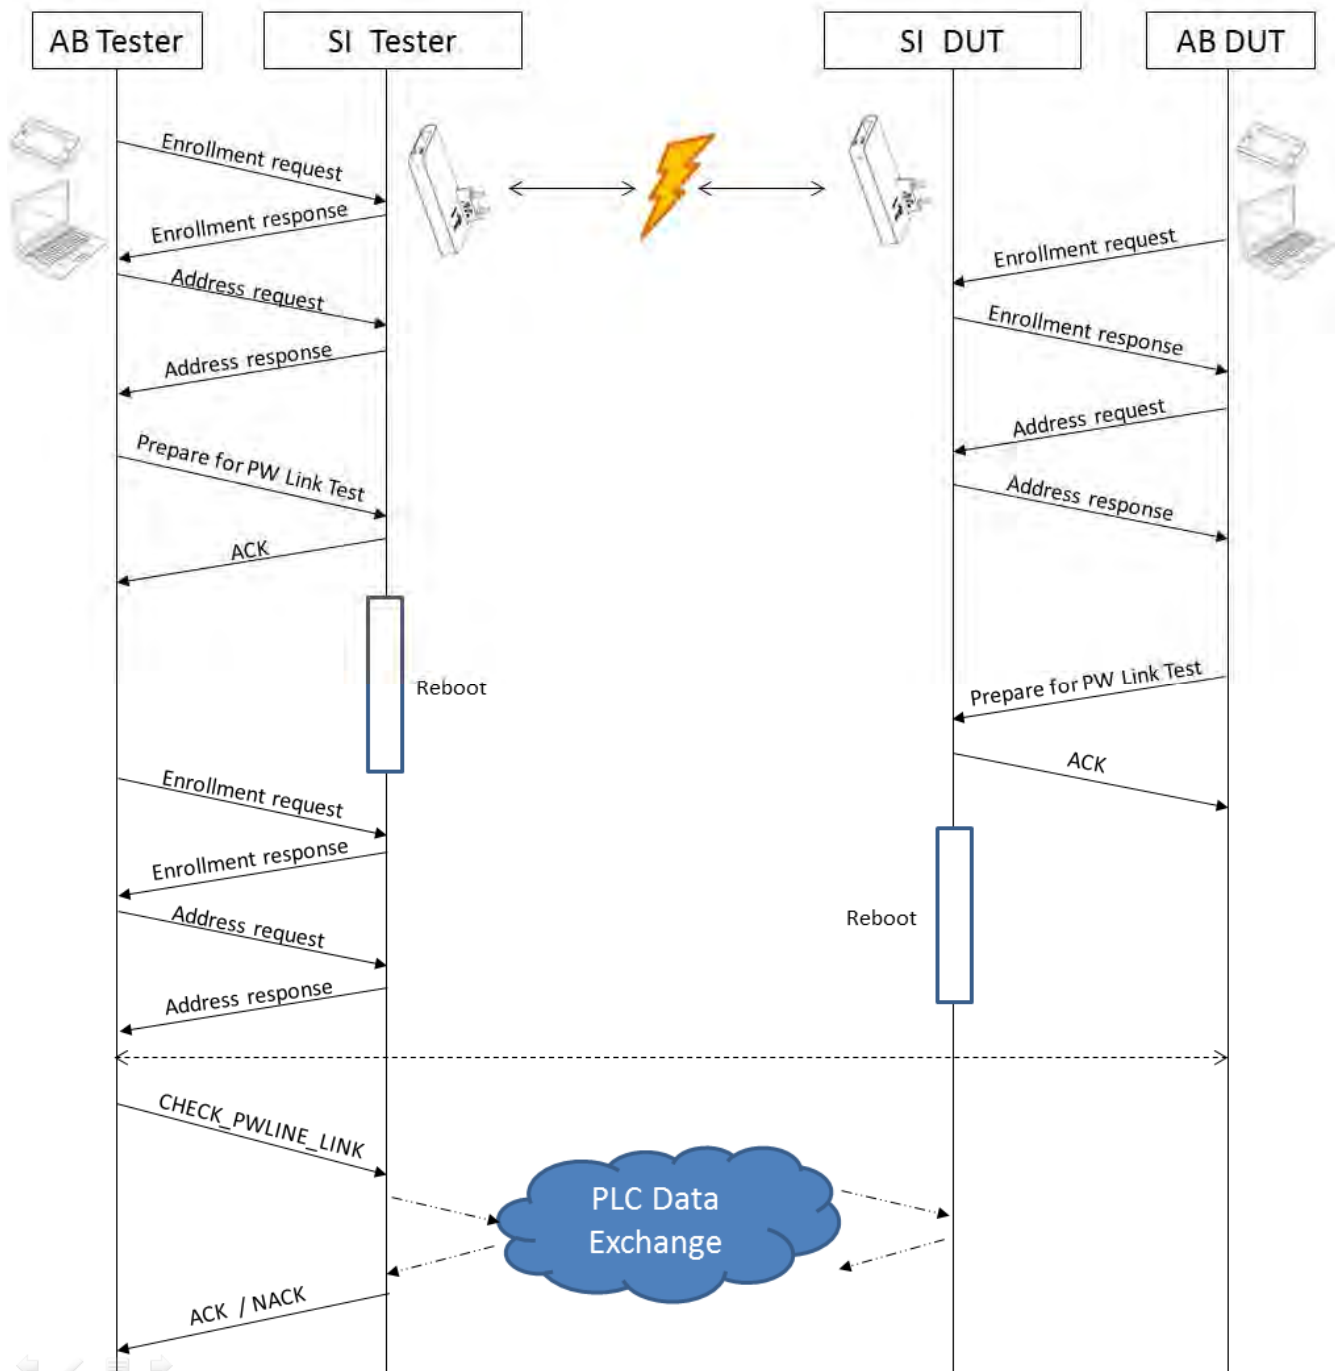 AB Tester
SI Tester
SI DUT
AB DUT
Enrollment request
Enrollment response
Address request
Address response
Prepare for PW Link Test
ACK
Reboot
Enrollment request
Enrollment response
Address request
Address response
CHECK_PWLINE_LINK
ACK / NACK
PLC Data
Exchange
Enrollment request
Enrollment response
Address request
Address response
Prepare for PW Link Test
ACK
Reboot